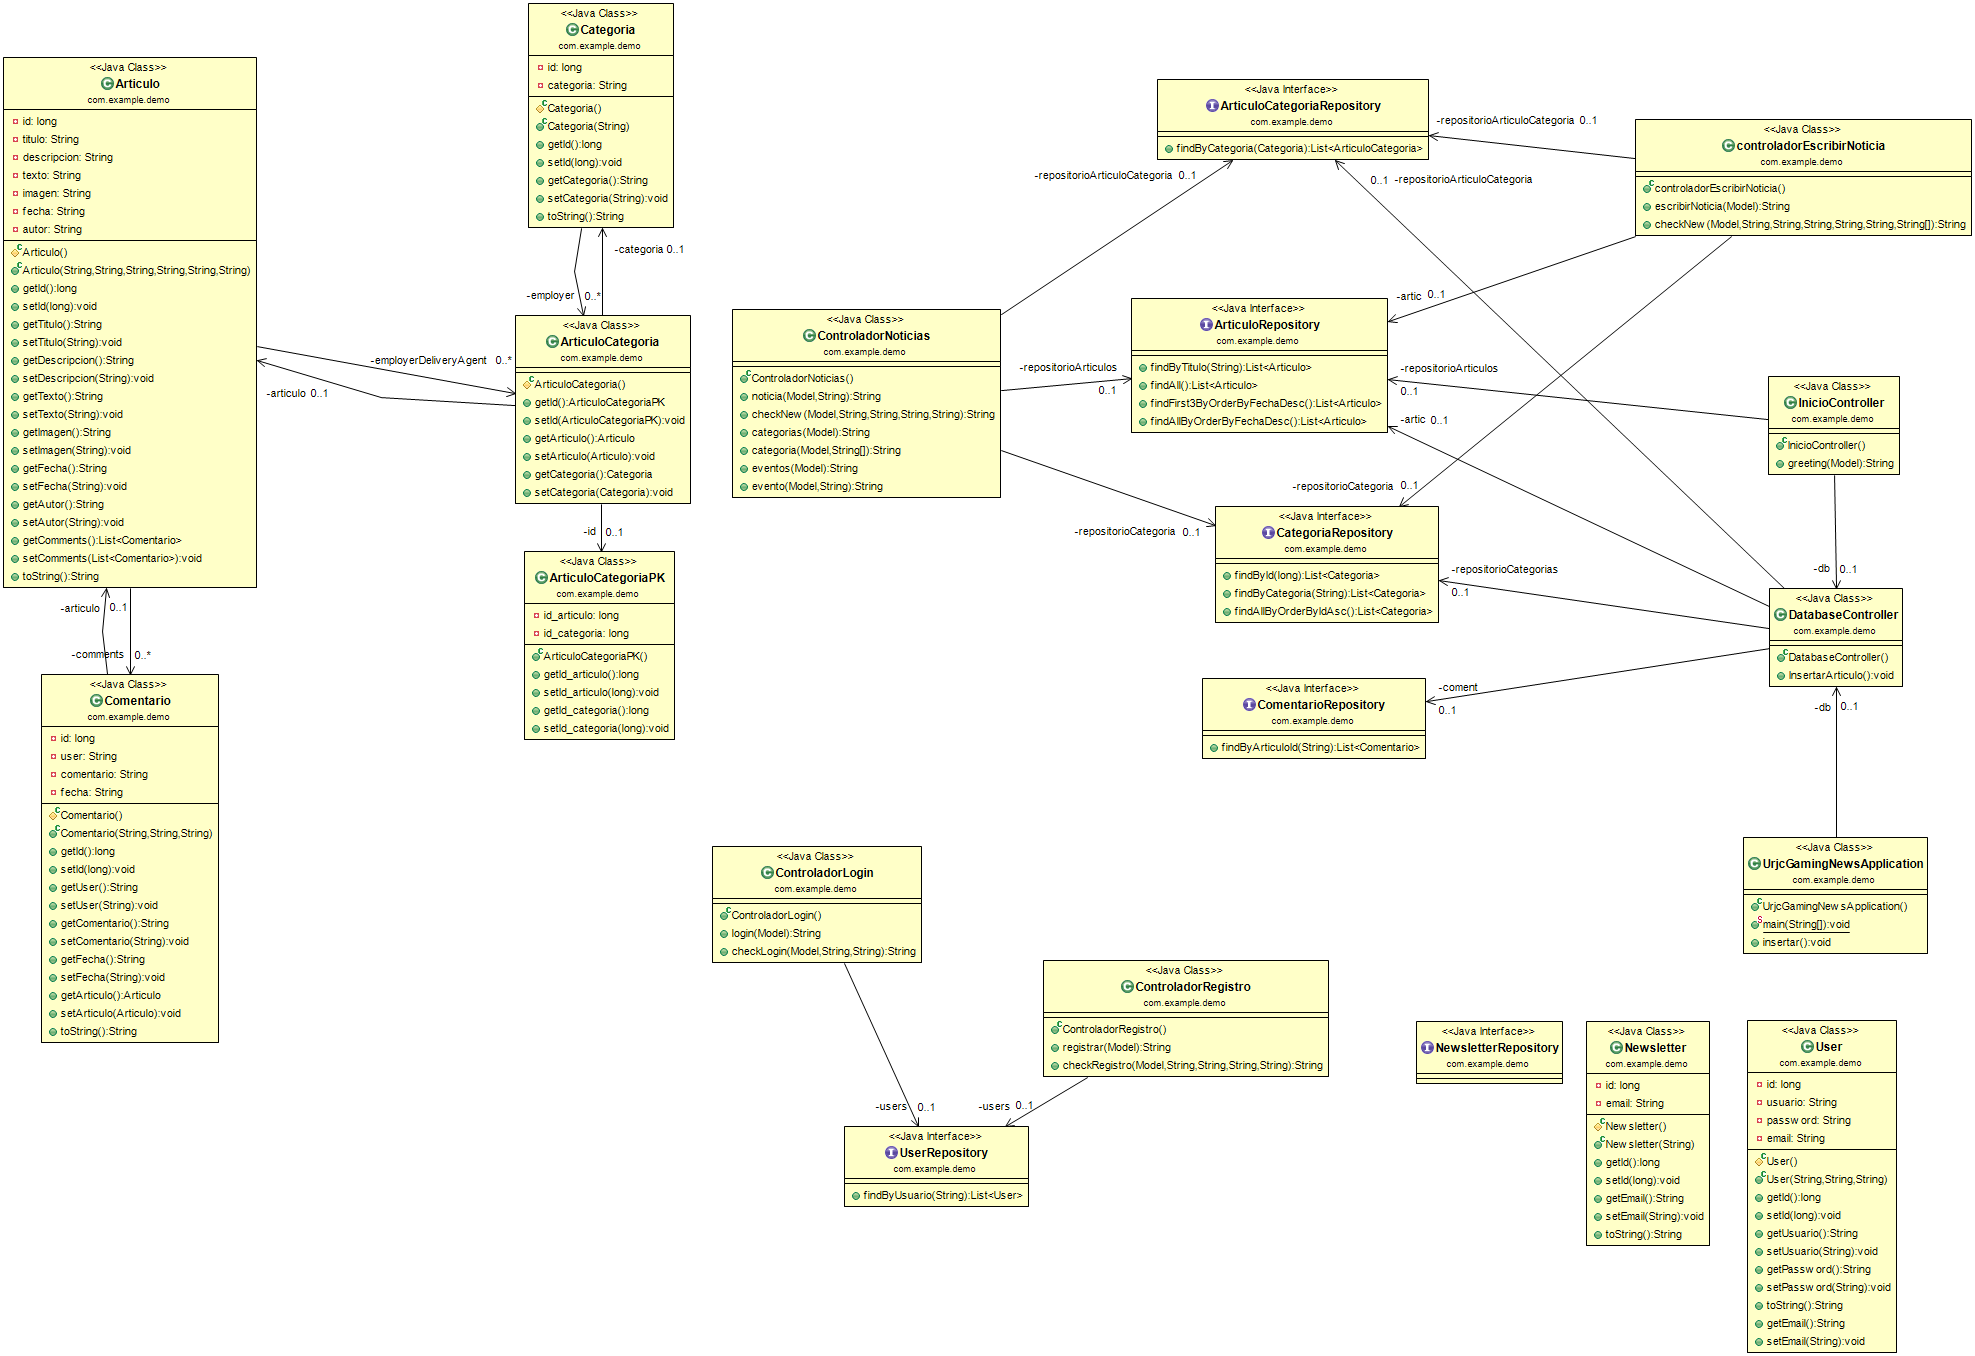 <<Java Class>>
Articulo
com.example.demo
id: long
titulo: String
descripcion: String
texto: String
imagen: String
fecha: String
autor: String
Articulo()
Articulo(String,String,String,String,String,String)
getId():long
setId(long):void
getTitulo():String
setTitulo(String):void
getDescripcion():String
setDescripcion(String):void
getTexto():String
setTexto(String):void
getImagen():String
setImagen(String):void
getFecha():String
setFecha(String):void
getAutor():String
setAutor(String):void
getComments():List<Comentario>
setComments(List<Comentario>):void
toString():String
-articulo 0..1
-comments 0..*
<<Java Class>>
Comentario
com.example.demo
id: long
user: String
comentario: String
fecha: String
Comentario()
Comentario(String,String,String)
getId():long
setId(long):void
getUser():String
setUser(String):void
getComentario():String
setComentario(String):void
getFecha():String
setFecha(String):void
getArticulo():Articulo
setArticulo(Articulo):void
toString():String
-employerDeliveryAgent 0..*
-articulo 0..1
<<Java Class>>
Categoria
com.example.demo
id: long
categoria: String
Categoria()
Categoria(String)
getId():long
setId(long):void
getCategoria():String
setCategoria(String):void
toString():String
-categoria 0..1
-employer 0..*
<<Java Class>>
ArticuloCategoria
com.example.demo
ArticuloCategoria()
getId():ArticuloCategoriaPK
setId(ArticuloCategoriaPK):void
getArticulo():Articulo
setArticulo(Articulo):void
getCategoria():Categoria
setCategoria(Categoria):void
-id 0..1
<<Java Class>>
ArticuloCategoriaPK
com.example.demo
id_articulo: long
id_categoria: long
ArticuloCategoriaPK()
getId_articulo():long
setId_articulo(long):void
getId_categoria():long
setId_categoria(long):void
<<Java Class>>
ControladorNoticias
com.example.demo
ControladorNoticias()
noticia(Model,String):String
checkNew(Model,String,String,String,String):String
categorias(Model):String
categoria(Model,String[]):String
eventos(Model):String
evento(Model,String):String
-repositorioArticuloCategoria 0..1
-repositorioArticulos
0..1
-repositorioCategoria 0..1
<<Java Interface>>
ArticuloCategoriaRepository
com.example.demo
findByCategoria(Categoria):List<ArticuloCategoria>
-repositorioArticuloCategoria 0..1
0..1 -repositorioArticuloCategoria
<<Java Class>>
controladorEscribirNoticia
com.example.demo
controladorEscribirNoticia()
escribirNoticia(Model):String
checkNew(Model,String,String,String,String,String,String[]):String
-artic 0..1
<<Java Interface>>
ArticuloRepository
com.example.demo
findByTitulo(String):List<Articulo>
findAll():List<Articulo>
findFirst3ByOrderByFechaDesc():List<Articulo>
findAllByOrderByFechaDesc():List<Articulo>
-repositorioArticulos
0..1
-artic 0..1
<<Java Class>>
InicioController
com.example.demo
InicioController()
greeting(Model):String
-repositorioCategoria 0..1
<<Java Interface>>
CategoriaRepository
com.example.demo
findById(long):List<Categoria>
findByCategoria(String):List<Categoria>
findAllByOrderByIdAsc():List<Categoria>
-repositorioCategorias
0..1
-db 0..1
<<Java Class>>
DatabaseController
com.example.demo
DatabaseController()
InsertarArticulo():void
<<Java Interface>>
ComentarioRepository
com.example.demo
findByArticuloId(String):List<Comentario>
-coment
0..1
-db 0..1
<<Java Class>>
UrjcGamingNewsApplication
com.example.demo
UrjcGamingNewsApplication()
main(String[]):void
insertar():void
<<Java Class>>
ControladorLogin
com.example.demo
ControladorLogin()
login(Model):String
checkLogin(Model,String,String):String
<<Java Class>>
ControladorRegistro
com.example.demo
ControladorRegistro()
registrar(Model):String
checkRegistro(Model,String,String,String,String):String
-users 0..1
-users 0..1
<<Java Interface>>
UserRepository
com.example.demo
findByUsuario(String):List<User>
<<Java Interface>>
NewsletterRepository
com.example.demo
<<Java Class>>
Newsletter
com.example.demo
id: long
email: String
Newsletter()
Newsletter(String)
getId():long
setId(long):void
getEmail():String
setEmail(String):void
toString():String
<<Java Class>>
User
com.example.demo
id: long
usuario: String
password: String
email: String
User()
User(String,String,String)
getId():long
setId(long):void
getUsuario():String
setUsuario(String):void
getPassword():String
setPassword(String):void
toString():String
getEmail():String
setEmail(String):void